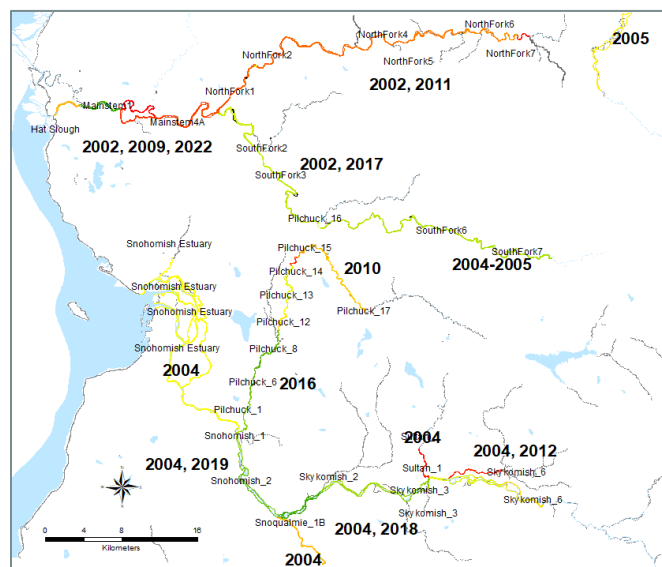 NorthFork6
2005
NorthFork4
NorthFork2
NorthFork7
NorthFork5
2002, 2011
NorthFork1
Hat Slough
Mainstem4A
2002, 2009, 2022
SouthFork2
2002, 2017
SouthFork3
Pilchuck_16
SouthFork6
Snohomish Estuary
Pilchuck_15
SouthFork7
Pilchuck_14
2010
2004-2005
Snohomish Estuary
Pilchuck_13
Snohomish Estuary
Pilchuck_12
Pilchuck_17
Snohomish Estuary
Pilchuck_8
2004
Pilchuck_6
2016
Pilchuck_1
Snohomish_1
2004
2004, 2019
Sultan_1
2004, 2012
Skykomish_6
Snohomish_2
Skykomish_2
Skykomish_3
Skykomish_6
Skykomish_3
Snoqualmie_1B
2004, 2018
0 4 8 16
Kilometers
2004